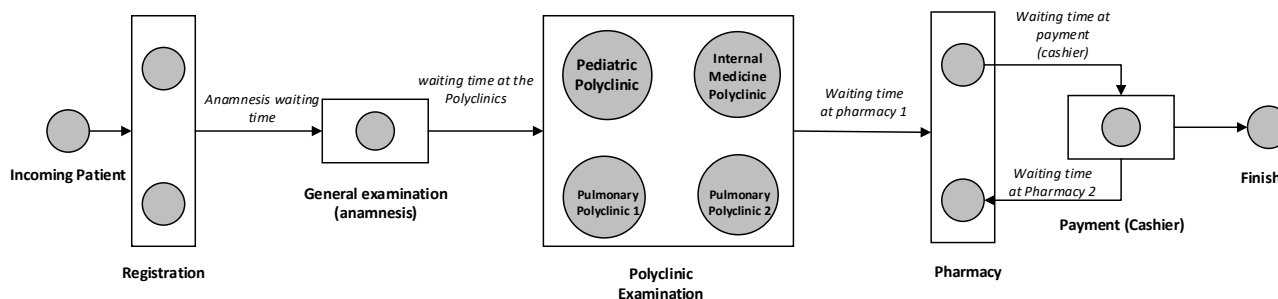 Incoming Patient
Registration
Anamnesis waiting
time
General examination
(anamnesis)
waiting time at the
Polyclinics
Pediatric
Polyclinic
Internal
Medicine
Polyclinic
Pulmonary
Polyclinic 1
Pulmonary
Polyclinic 2
Polyclinic
Examination
Waiting time
at pharmacy 1
Pharmacy
Waiting time at
payment
(cashier)
Waiting time
at Pharmacy 2
Payment (Cashier)
Finish